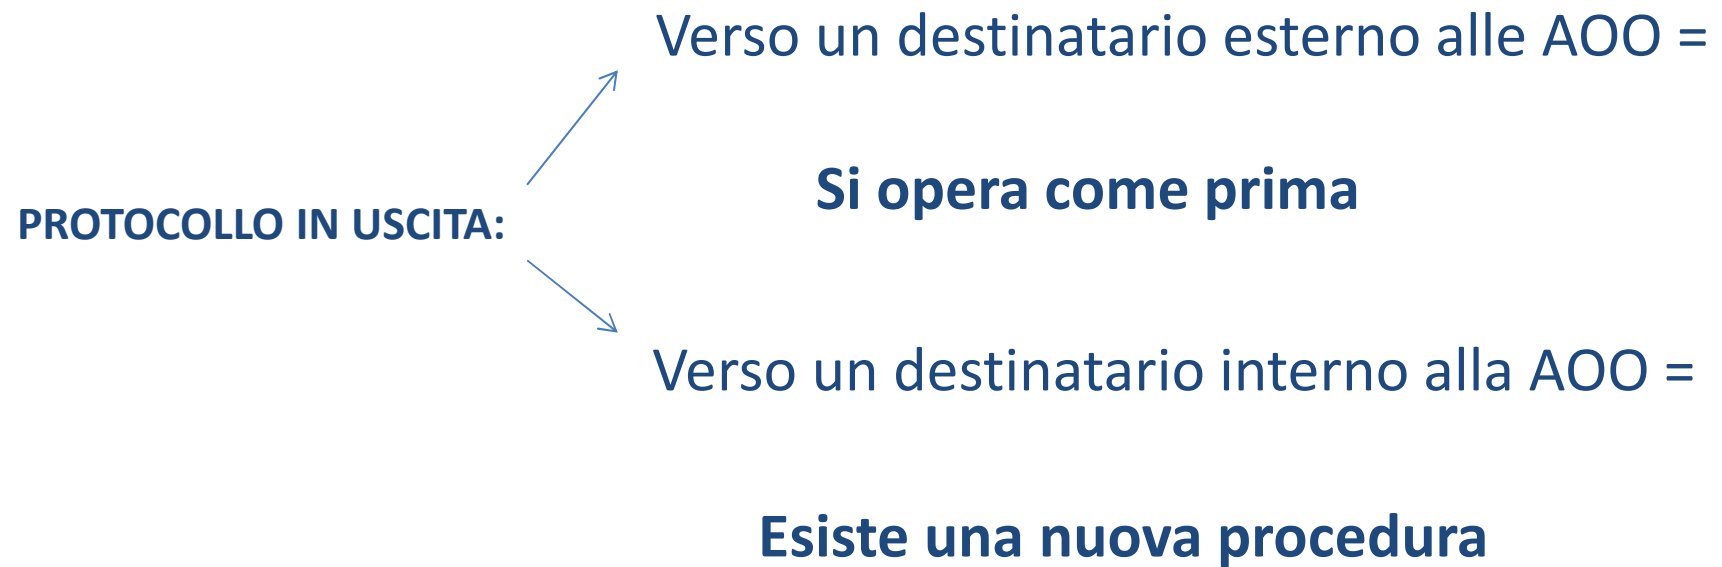 Verso un destinatario esterno alle AOO =
Si opera come prima
PROTOCOLLO IN USCITA:
Verso un destinatario interno alla AOO =
Esiste una nuova procedura